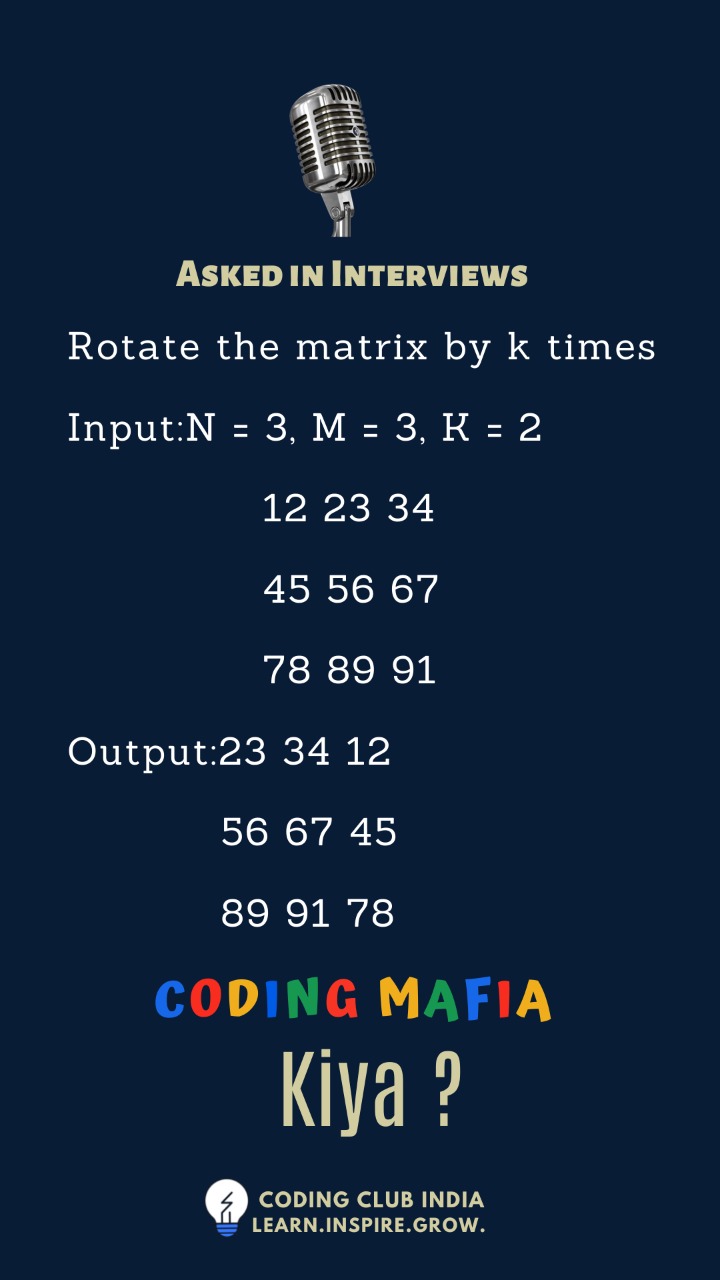 Asked in Interviews
Rotate the matrix by k times
Input:N = 3, M = 3, K = 2
12 23 34
45 56 67
78 89 91
Output:23 34 12
56 67 45
89 91 78
CODING MAFIA
Kiya ?
CODING CLUB INDIA
LEARN.INSPIRE.GROW.